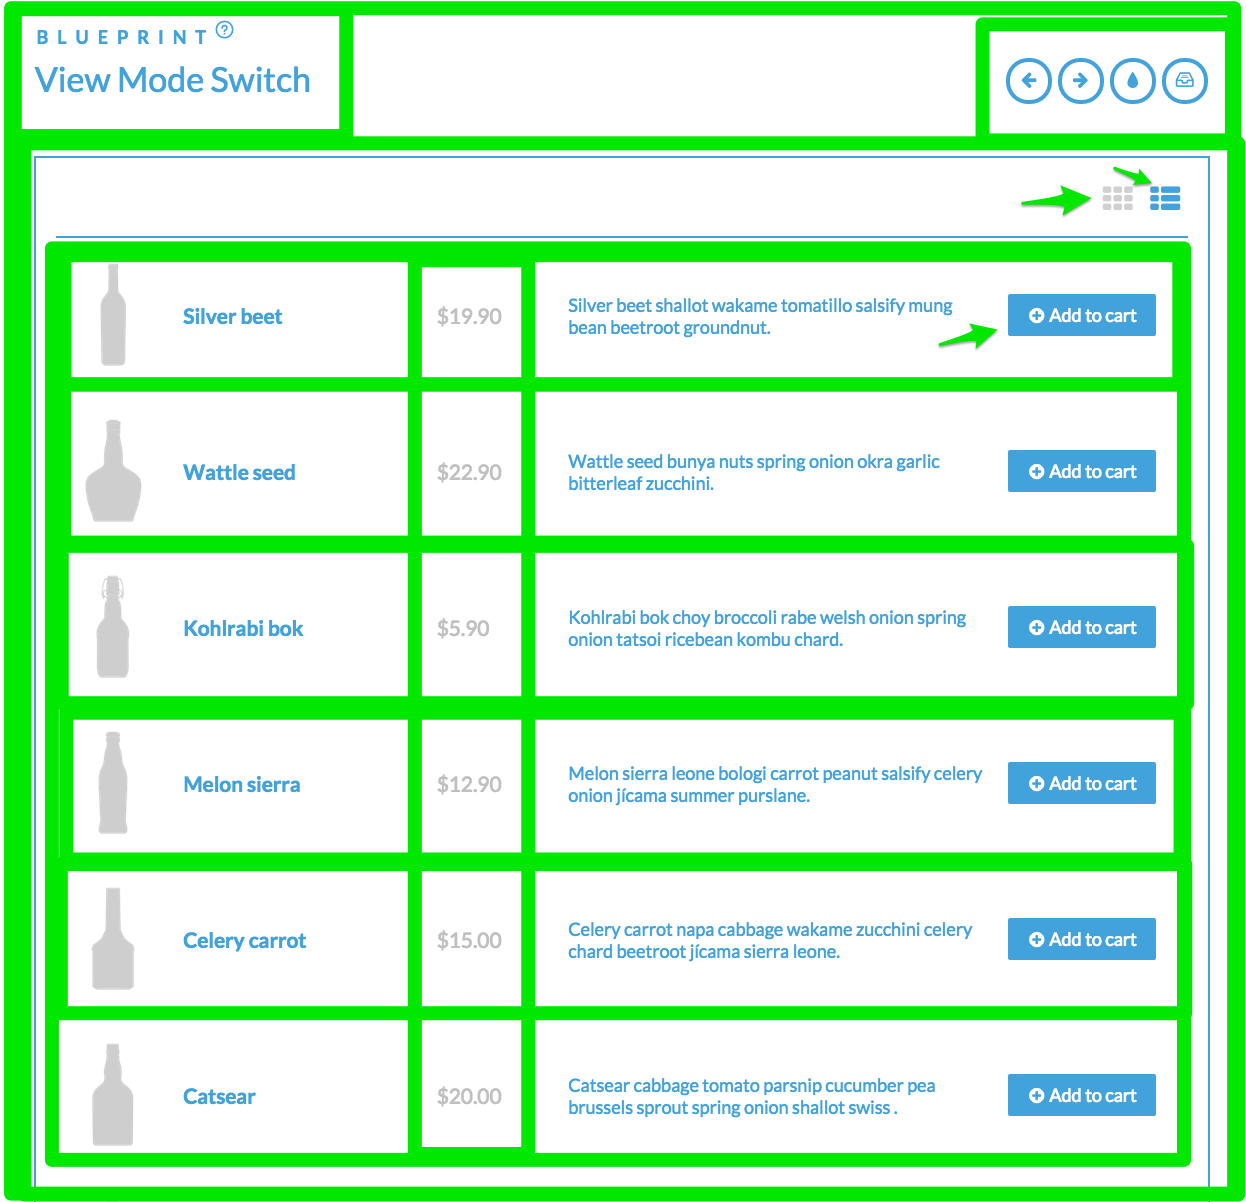 BLUEPRINT ?
View Mode Switch
Silver beet
$19.90
Silver beet shallot wakame tomatillo salsify mung
bean beetroot groundnut.
Add to cart
Wattle seed
$22.90
Wattle seed bunya nuts spring onion okra garlic
bitterleaf zucchini.
Add to cart
Kohlrabi bok
$5.90
Kohlrabi bok choy broccoli rabe welsh onion spring
onion tatsoi ricebean kombu chard.
Add to cart
Melon sierra
$12.90
Melon sierra leone bologi carrot peanut salsify celery
onion jícama summer purslane.
Add to cart
Celery carrot
$15.00
Celery carrot napa cabbage wakame zucchini celery
chard beetroot jícama sierra leone.
Add to cart
Catsear
$20.00
Catsear cabbage tomato parsnip cucumber pea
brussels sprout spring onion shallot swiss .
Add to cart